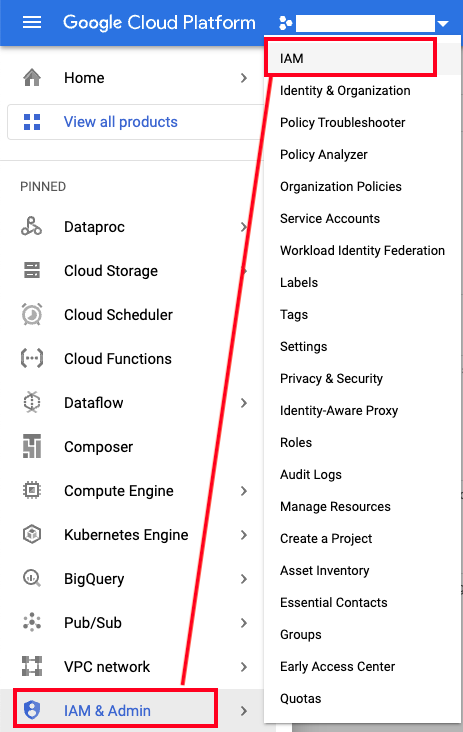 Google Cloud Platform
Home
View all products
PINNED
Dataproc
Cloud Storage
Cloud Scheduler
Cloud Functions
Dataflow
Composer
Compute Engine
Kubernetes Engine
BigQuery
Pub/Sub
VPC network
IAM & Admin
IAM
Identity & Organization
Policy Troubleshooter
Policy Analyzer
Organization Policies
Service Accounts
Workload Identity Federation
Labels
Tags
Settings
Privacy & Security
Identity-Aware Proxy
Roles
Audit Logs
Manage Resources
Create a Project
Asset Inventory
Essential Contacts
Groups
Early Access Center
Quotas